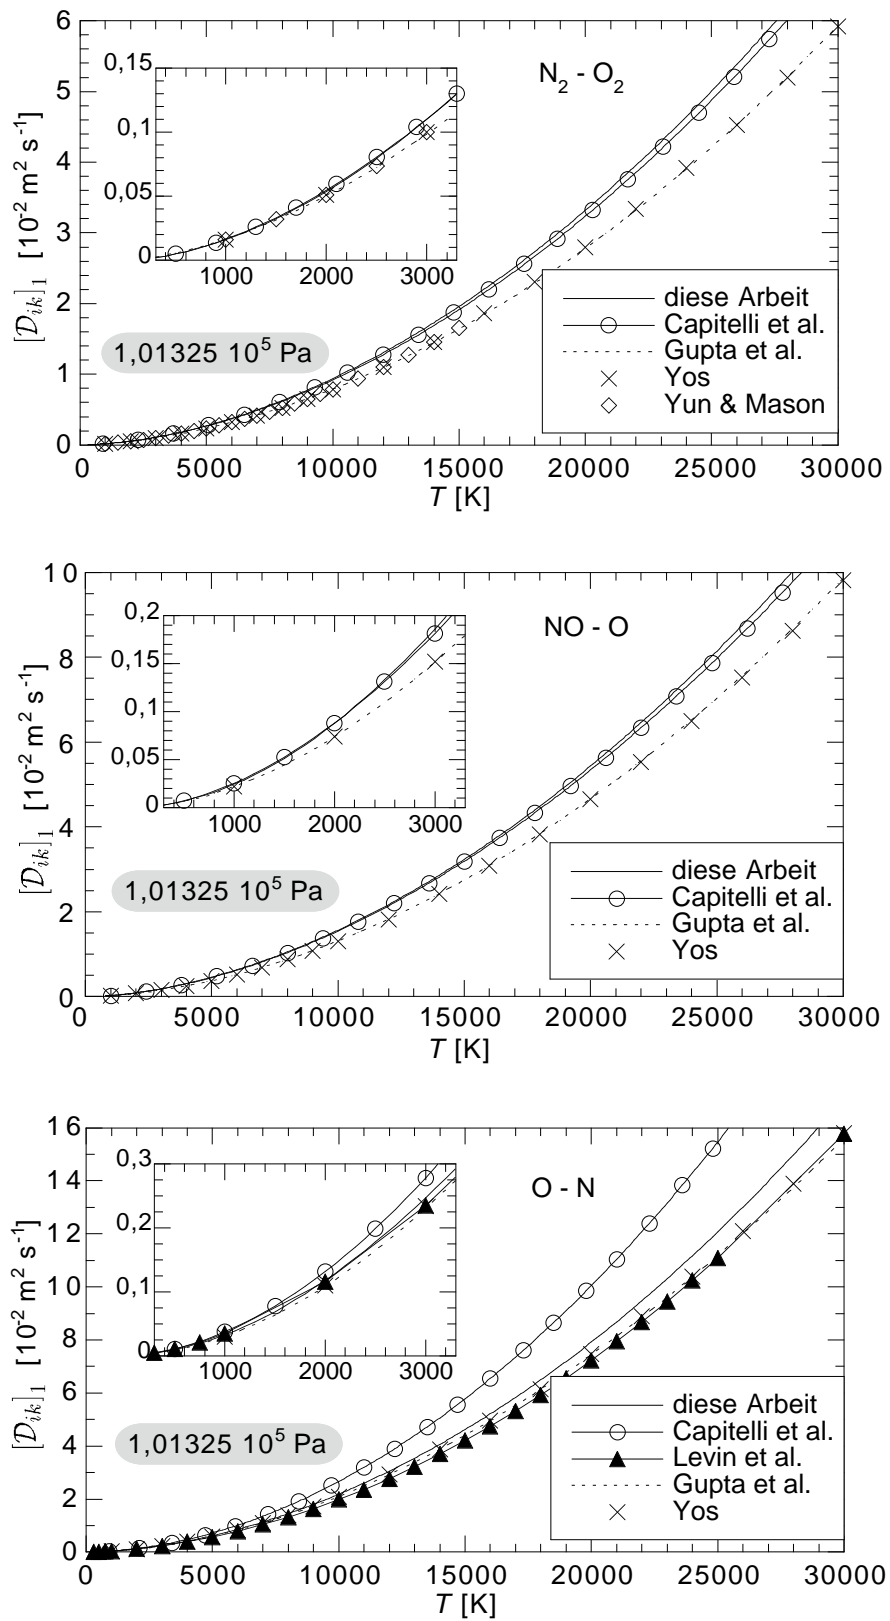 6
5
4
3
2
1
0
[𝒟ᵢₖ]₁ [10⁻² m² s⁻¹]
0,15
0,1
0,05
0
1000 2000 3000
N₂ - O₂
1,01325 10⁵ Pa
diese Arbeit
Capitelli et al.
Gupta et al.
Yos
Yun & Mason
0 5000 10000 15000 20000 25000 30000
T [K]
10
8
6
4
2
0
[𝒟ᵢₖ]₁ [10⁻² m² s⁻¹]
0,2
0,15
0,1
0,05
0
1000 2000 3000
NO - O
1,01325 10⁵ Pa
diese Arbeit
Capitelli et al.
Gupta et al.
Yos
0 5000 10000 15000 20000 25000 30000
T [K]
16
14
12
10
8
6
4
2
0
[𝒟ᵢₖ]₁ [10⁻² m² s⁻¹]
0,3
0,2
0,1
0
1000 2000 3000
O - N
1,01325 10⁵ Pa
diese Arbeit
Capitelli et al.
Levin et al.
Gupta et al.
Yos
0 5000 10000 15000 20000 25000 30000
T [K]